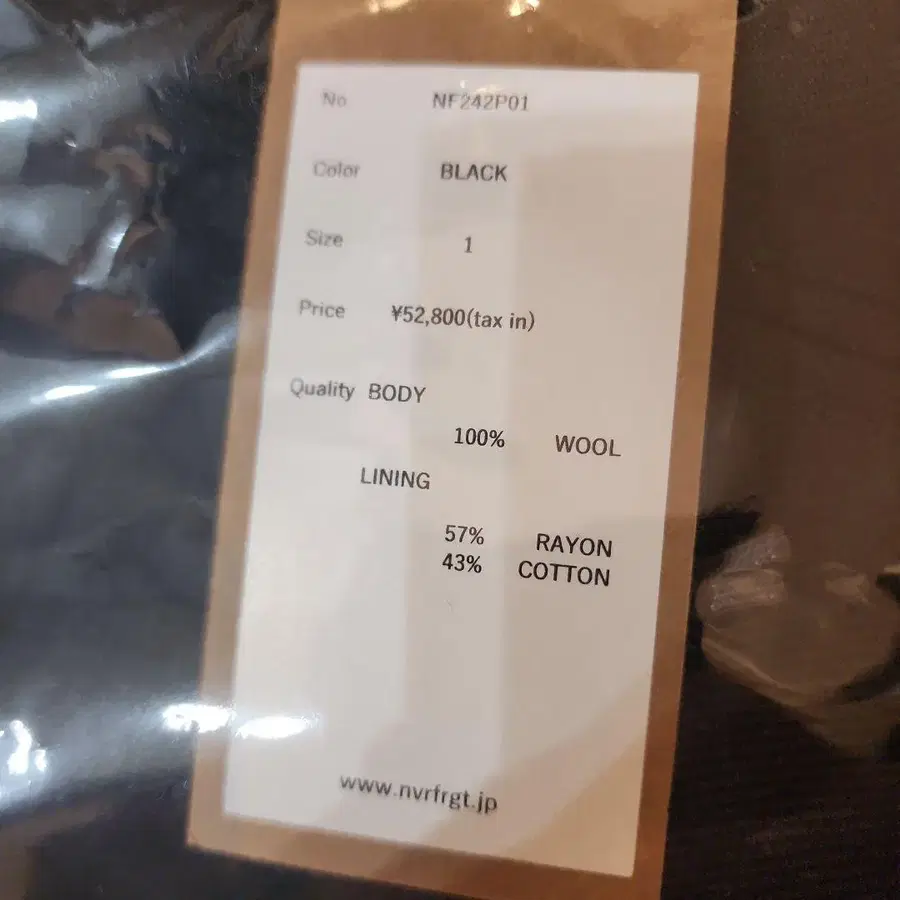 No NF242P01
Color BLACK
Size 1
Price ¥52,800(tax in)
Quality BODY
100% WOOL
LINING
57% RAYON
43% COTTON
www.nvrfrgt.jp